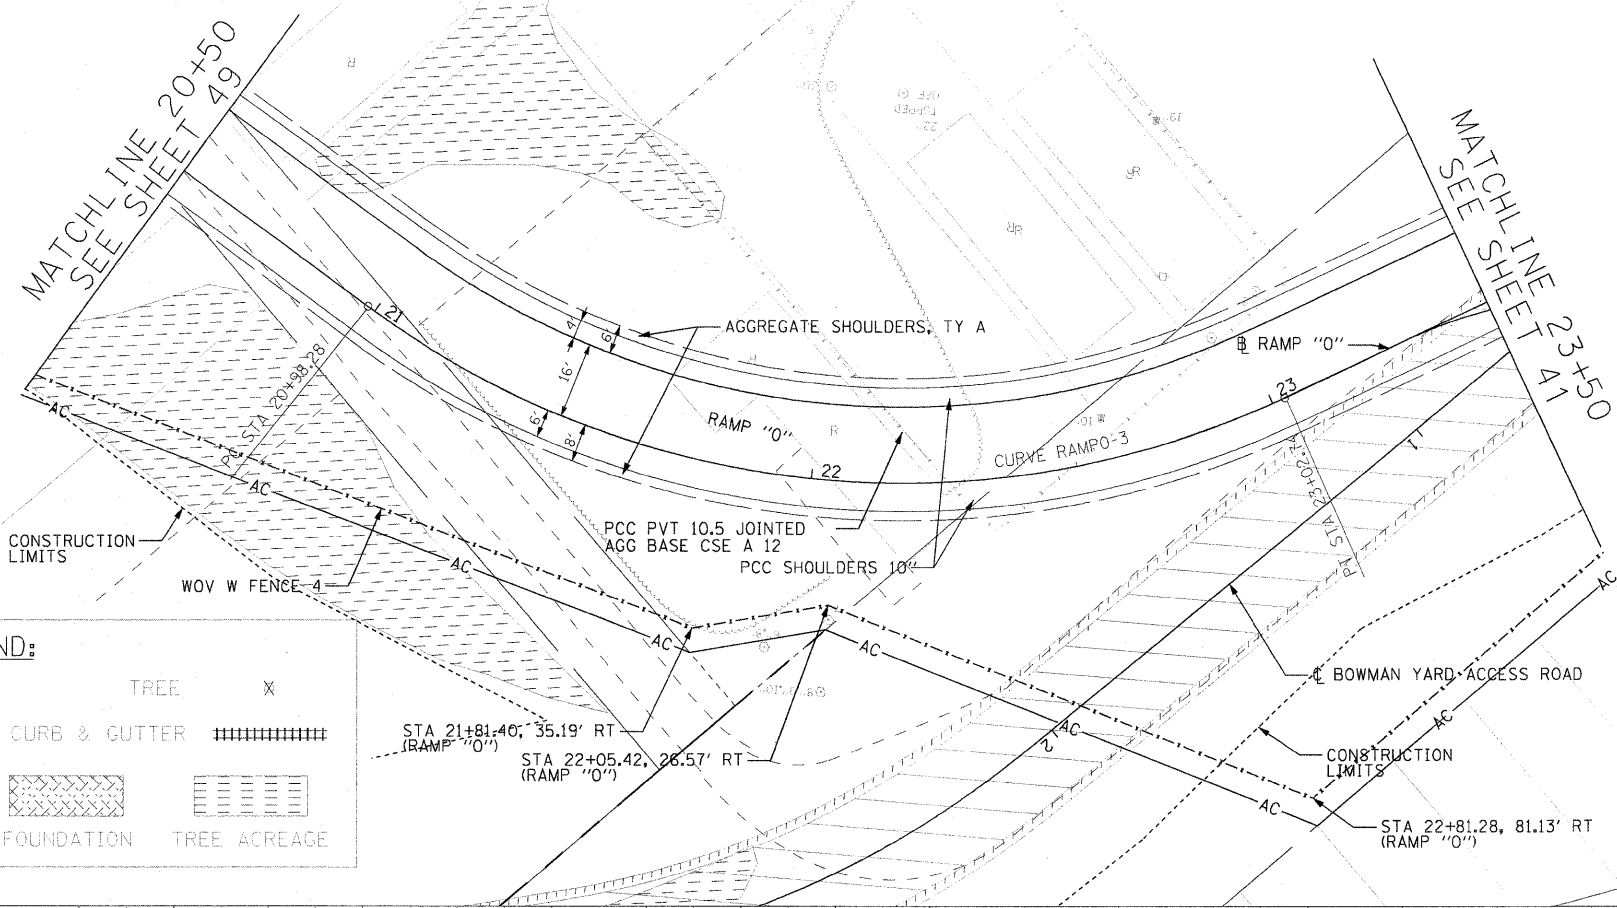 MATCHLINE 20+50
SEE SHEET 49
MATCHLINE 23+50
SEE SHEET 41
21
PC STA 20+98.28
4'
6'
16'
6'
8'
AGGREGATE SHOULDERS, TY A
RAMP "O"
R
R
22
CURVE RAMPO-3
℄ RAMP "O"
23
PI STA 23+02.74
11
PCC PVT 10.5 JOINTED
AGG BASE CSE A 12
PCC SHOULDERS 10"
CONSTRUCTION
LIMITS
WOV W FENCE 4
AC
AC
AC
AC
AC
AC
AC
AC
AC
STA 21+81.40, 35.19' RT
(RAMP "O")
STA 22+05.42, 26.57' RT
(RAMP "O")
2
℄ BOWMAN YARD ACCESS ROAD
CONSTRUCTION
LIMITS
STA 22+81.28, 81.13' RT
(RAMP "O")
ND:
TREE
CURB & GUTTER
FOUNDATION
TREE ACREAGE